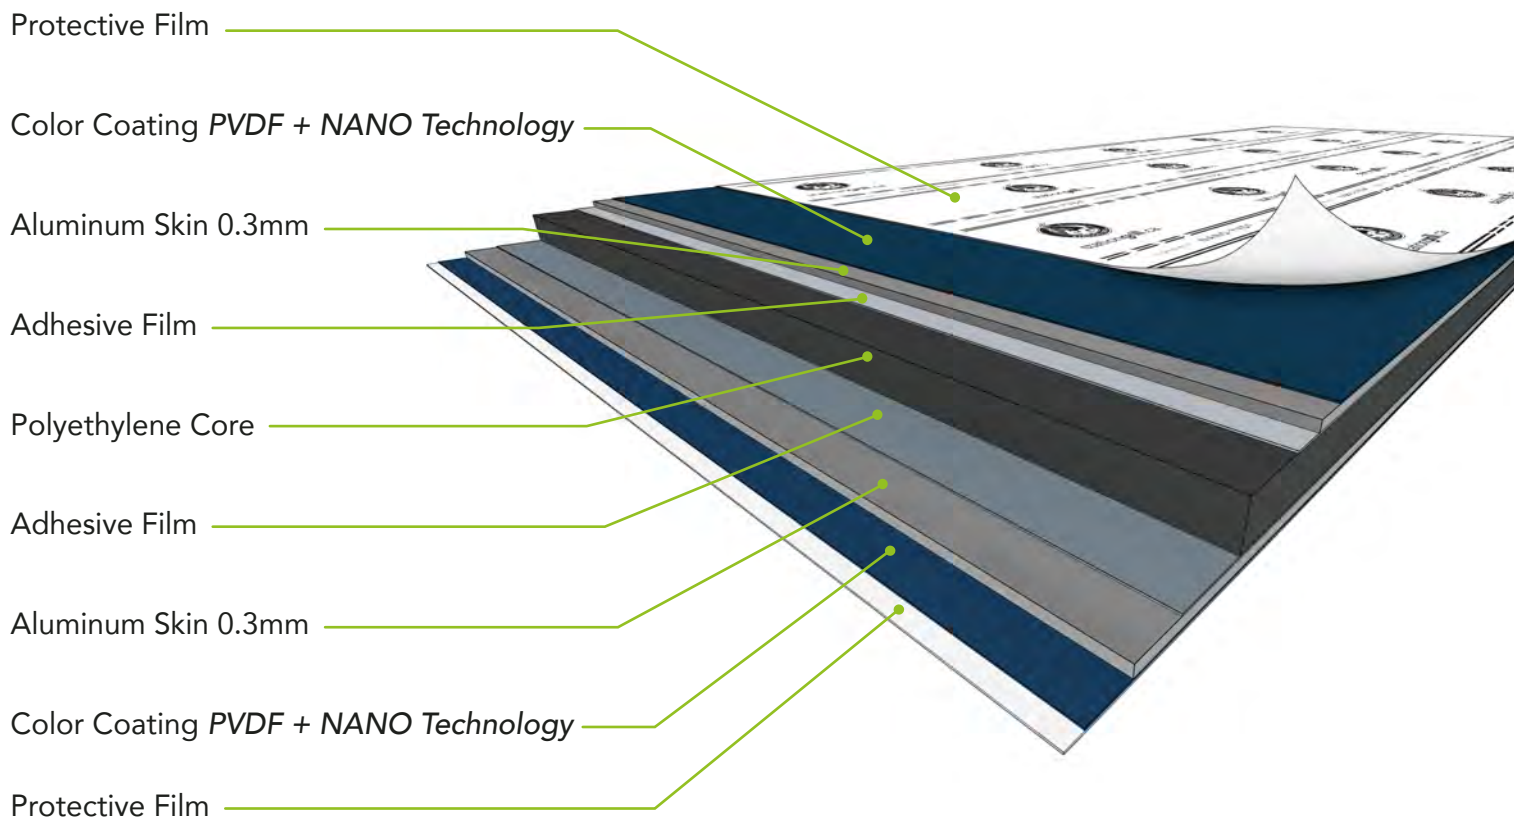 Protective Film
Color Coating PVDF + NANO Technology
Aluminum Skin 0.3mm
Adhesive Film
Polyethylene Core
Adhesive Film
Aluminum Skin 0.3mm
Color Coating PVDF + NANO Technology
Protective Film